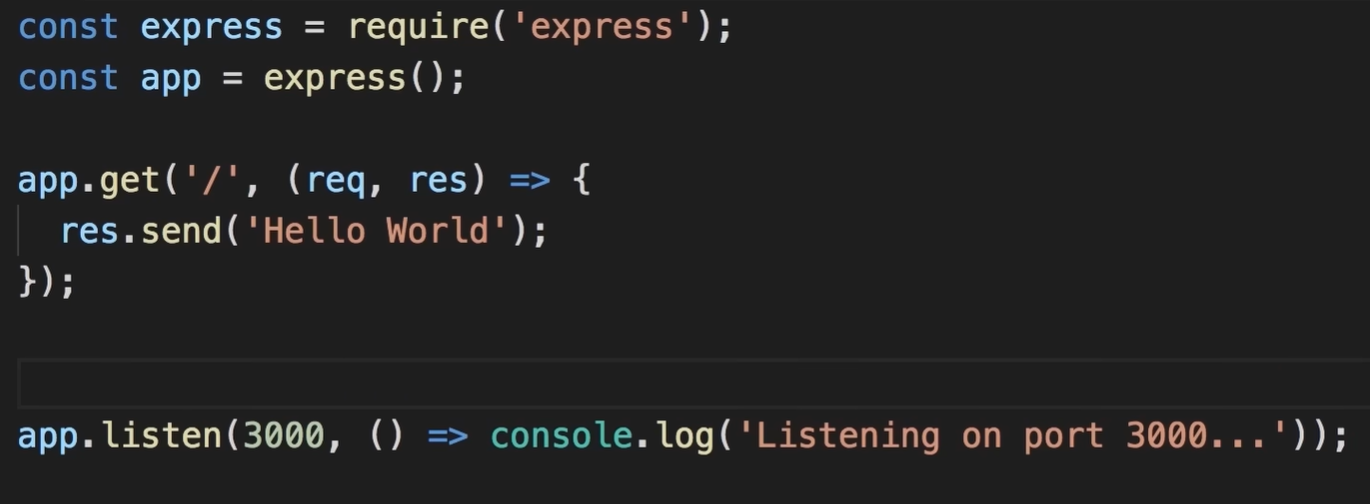 const express = require('express');
const app = express();

app.get('/', (req, res) => {
  res.send('Hello World');
});

app.listen(3000, () => console.log('Listening on port 3000...'));